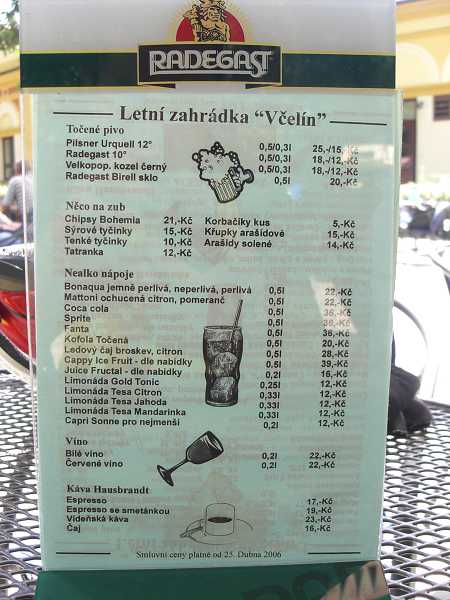 RADEGAST
Letní zahrádka “Včelín”
Točené pivo
Pilsner Urquell 12° 0,5/0,3l 25,-/15,-Kč
Radegast 10° 0,5/0,3l 18,-/12,-Kč
Velkopop. kozel černý 0,5/0,3l 18,-/12,-Kč
Radegast Birell sklo 0,5l 20,-Kč
Něco na zub
Chipsy Bohemia 21,-Kč Korbačíky kus 5,-Kč
Sýrové tyčinky 15,-Kč Křupky arašídové 15,-Kč
Tenké tyčinky 10,-Kč Arašídy solené 14,-Kč
Tatranka 12,-Kč
Nealko nápoje
Bonaqua jemně perlivá, neperlivá, perlivá 0,5l 22,-Kč
Mattoni ochucená citron, pomeranč 0,5l 22,-Kč
Coca cola 0,5l 36,-Kč
Sprite 0,5l 36,-Kč
Fanta 0,5l 36,-Kč
Kofola Točená 0,5l 20,-Kč
Ledový čaj broskev, citron 0,5l 28,-Kč
Cappy Ice Fruit - dle nabídky 0,5l 39,-Kč
Juice Fructal - dle nabídky 0,2l 16,-Kč
Limonáda Gold Tonic 0,25l 12,-Kč
Limonáda Tesa Citron 0,33l 12,-Kč
Limonáda Tesa Jahoda 0,33l 12,-Kč
Limonáda Tesa Mandarinka 0,33l 12,-Kč
Capri Sonne pro nejmenší 0,2l 12,-Kč
Víno
Bílé víno 0,2l 22,-Kč
Červené víno 0,2l 22,-Kč
Káva Hausbrandt
Espresso 17,-Kč
Espresso se smetánkou 19,-Kč
Vídeňská káva 23,-Kč
Čaj 16,-Kč
Smluvní ceny platné od 25. Dubna 2006